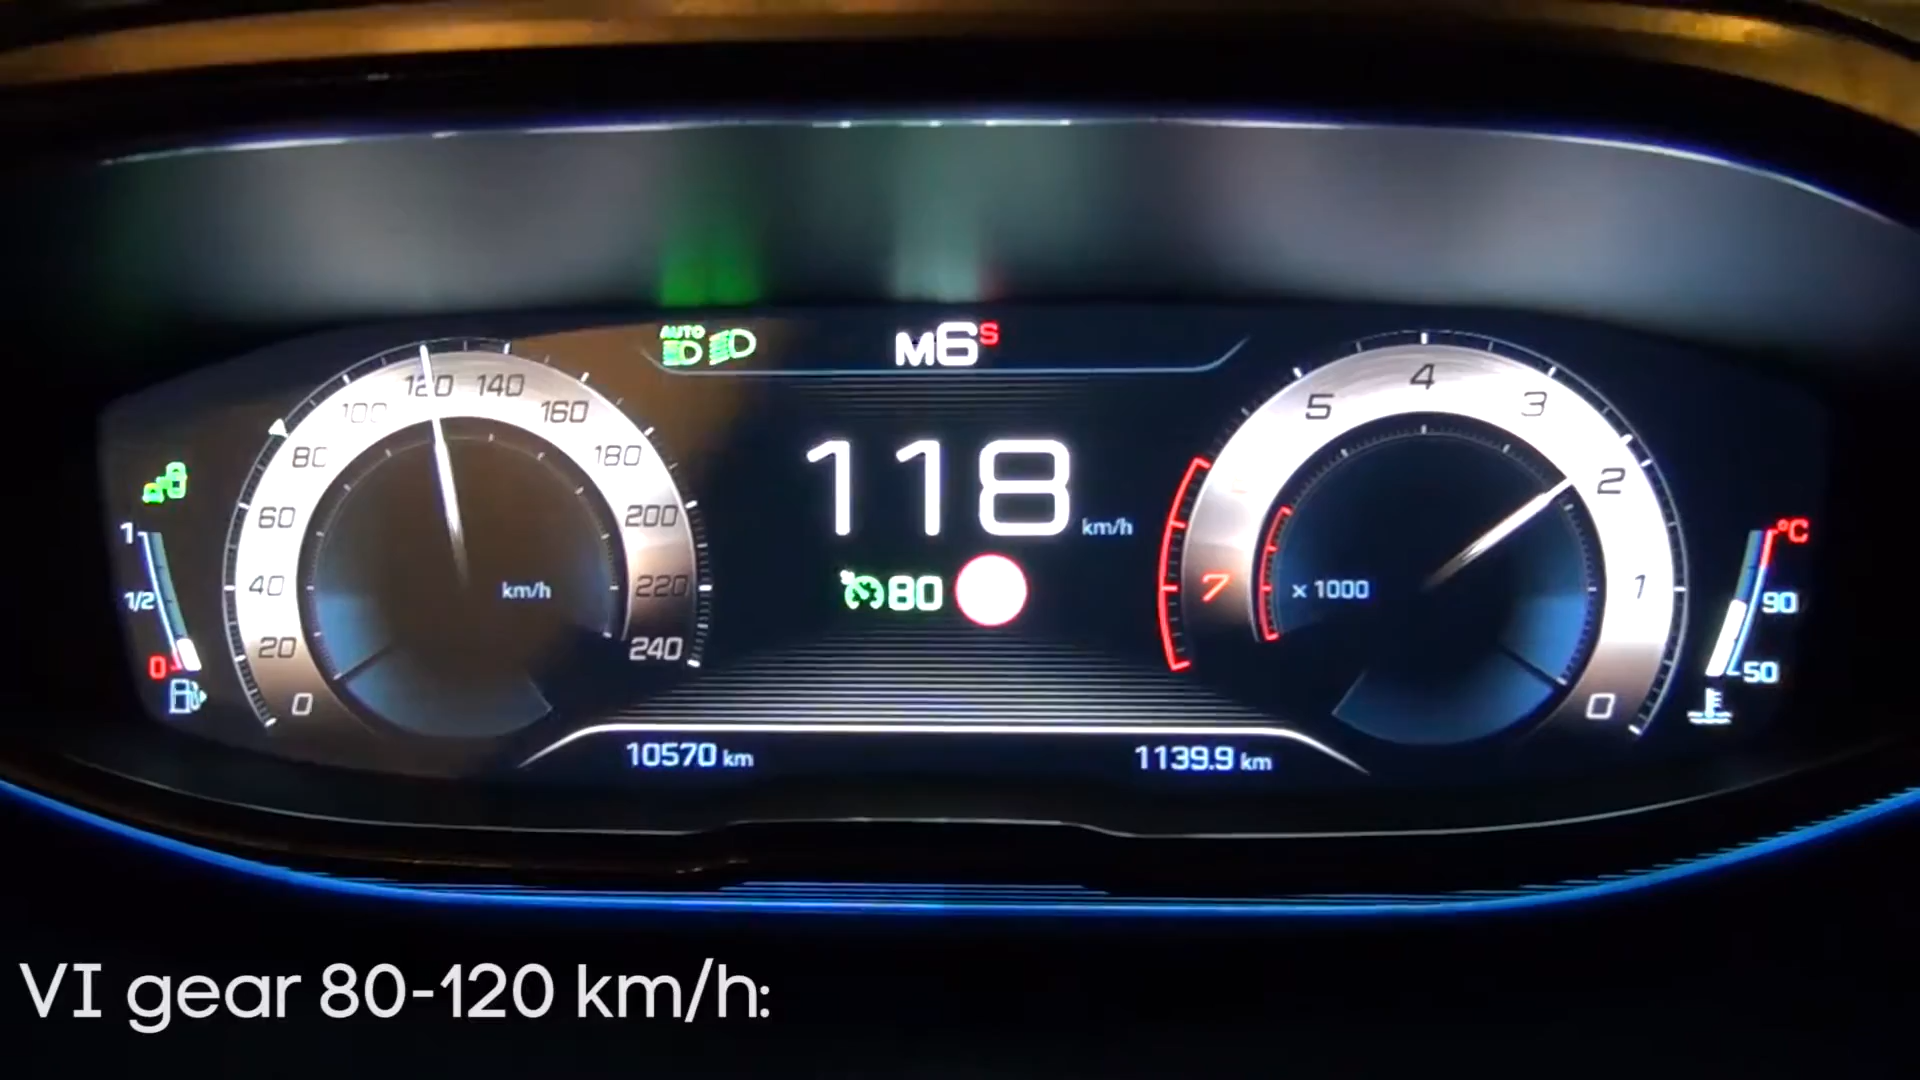 AUTO
M6S
120 140
100 160
80 180
60 200
40 220
20 240
0
km/h
1
1/2
0
118 km/h
80
4
5 3
2
7 1
0
x 1000
°C
90
50
10570 km
1139.9 km
VI gear 80-120 km/h: